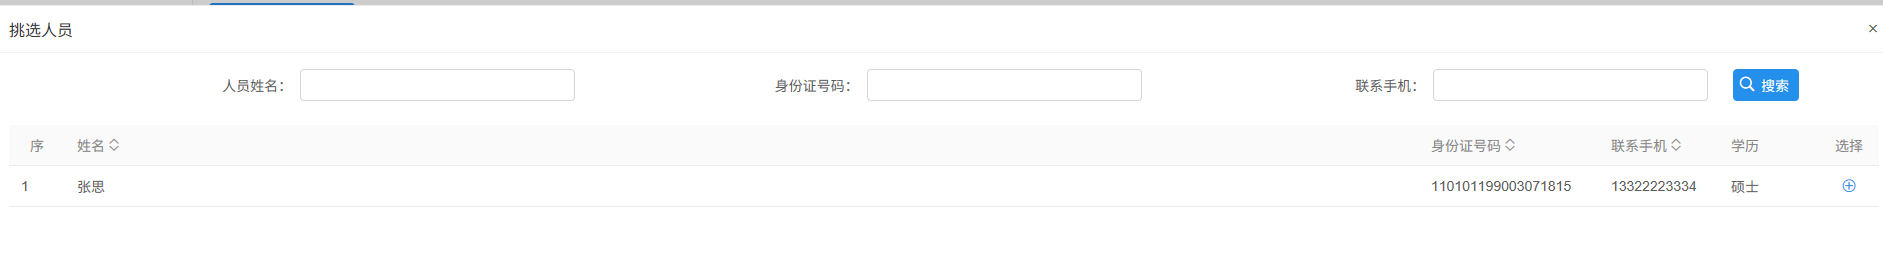 挑选人员 ×
人员姓名： 身份证号码： 联系手机： 搜索
序 姓名 身份证号码 联系手机 学历 选择
1 张思 110101199003071815 13322223334 硕士